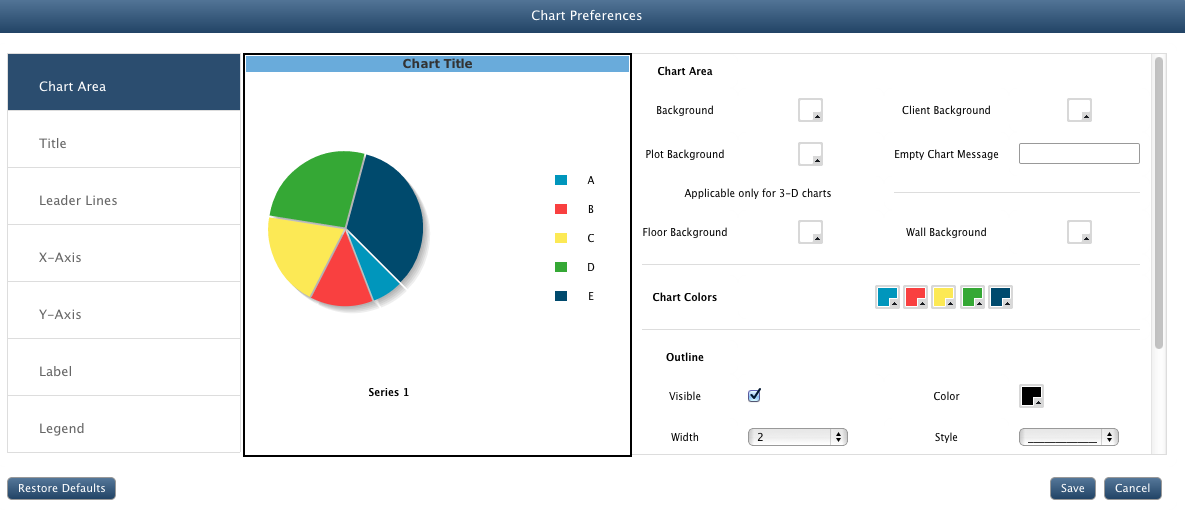 Chart Preferences
Chart Area
Title
Leader Lines
X-Axis
Y-Axis
Label
Legend
Chart Title
A
B
C
D
E
Series 1
Chart Area
Background
Client Background
Plot Background
Empty Chart Message
Applicable only for 3-D charts
Floor Background
Wall Background
Chart Colors
Outline
Visible
Color
Width
2
Style
Restore Defaults
Save
Cancel